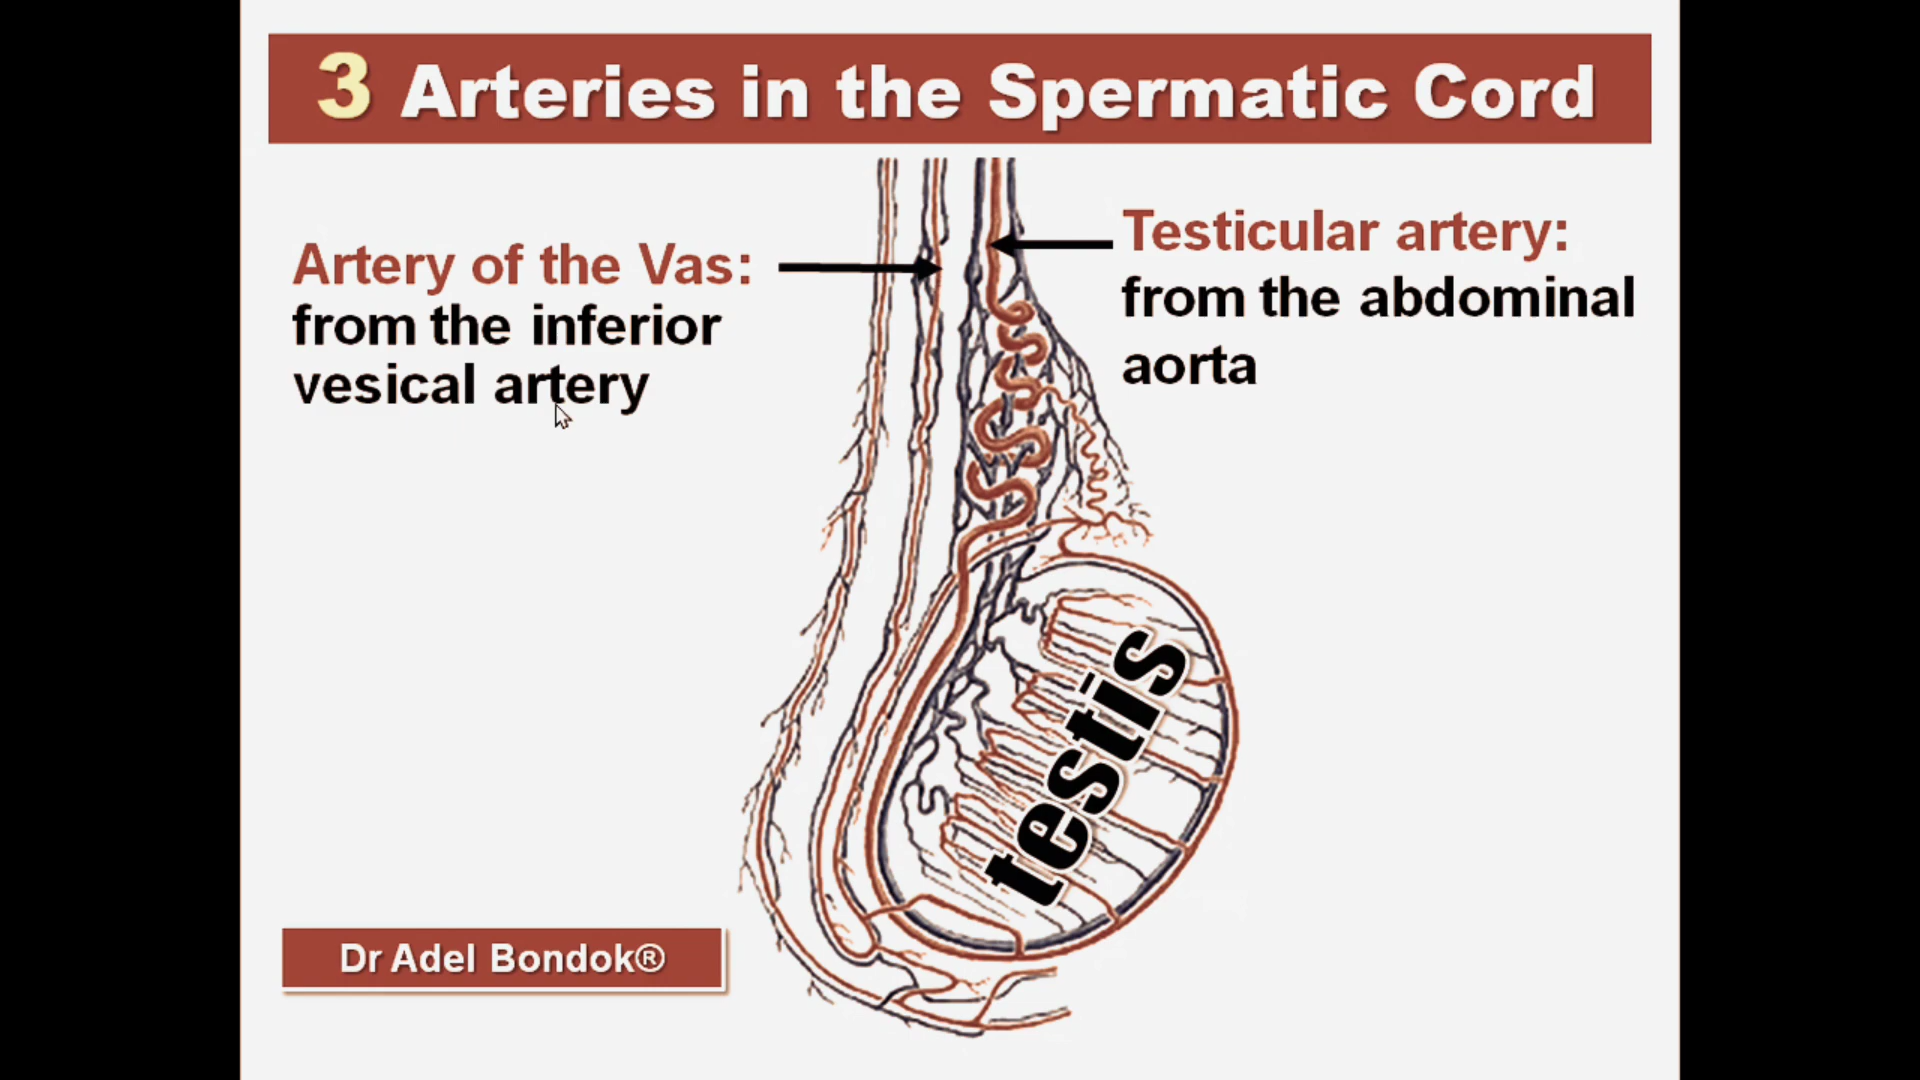 3 Arteries in the Spermatic Cord
Artery of the Vas:
from the inferior
vesical artery
Testicular artery:
from the abdominal
aorta
testis
Dr Adel Bondok®